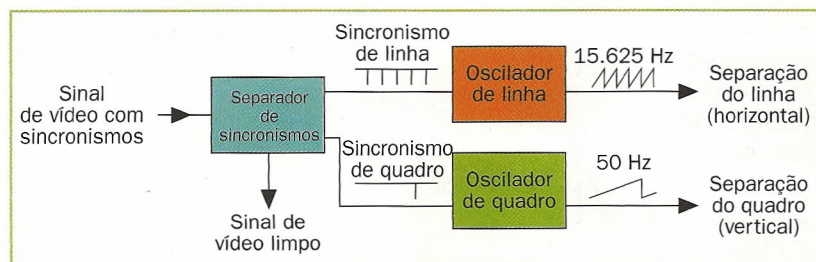 Sinal
de vídeo com
sincronismos
Separador
de
sincronismos
Sinal de
vídeo limpo
Sincronismo
de linha
Oscilador
de linha
15.625 Hz
Separação
do linha
(horizontal)
Sincronismo
de quadro
Oscilador
de quadro
50 Hz
Separação
do quadro
(vertical)